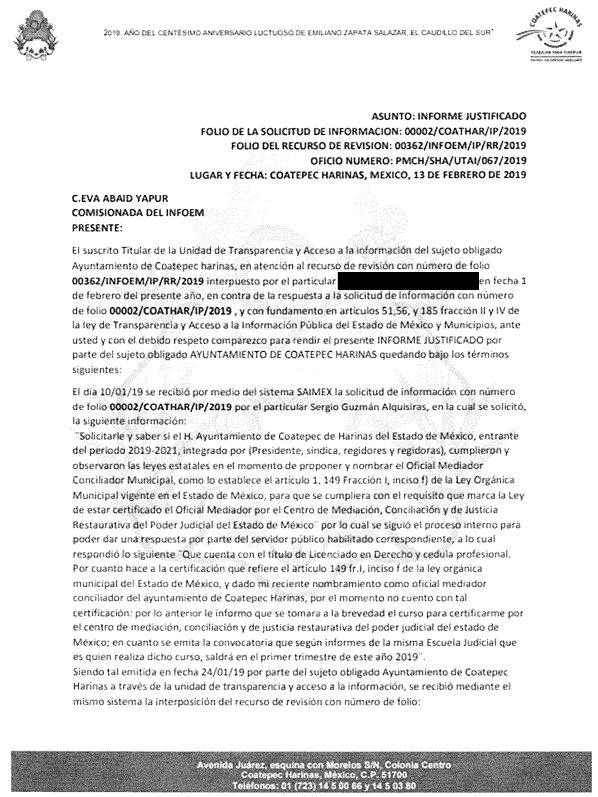 2019. AÑO DEL CENTÉSIMO ANIVERSARIO LUCTUOSO DE EMILIANO ZAPATA SALAZAR, EL CAUDILLO DEL SUR"
COATEPEC HARINAS
ASUNTO: INFORME JUSTIFICADO
FOLIO DE LA SOLICITUD DE INFORMACION: 00002/COATHAR/IP/2019
FOLIO DEL RECURSO DE REVISION: 00362/INFOEM/IP/RR/2019
OFICIO NUMERO: PMCH/SHA/UTAI/067/2019
LUGAR Y FECHA: COATEPEC HARINAS, MEXICO, 13 DE FEBRERO DE 2019
C.EVA ABAID YAPUR
COMISIONADA DEL INFOEM
PRESENTE:
El suscrito Titular de la Unidad de Transparencia y Acceso a la información del sujeto obligado
Ayuntamiento de Coatepec harinas, en atención al recurso de revisión con número de folio
00362/INFOEM/IP/RR/2019 interpuesto por el particular en fecha 1
de febrero del presente año, en contra de la respuesta a la solicitud de información con número
de folio 00002/COATHAR/IP/2019 , y con fundamento en artículos 51,56, y 185 fracción II y IV de
la ley de Transparencia y Acceso a la Información Pública del Estado de México y Municipios, ante
usted y con el debido respeto comparezco para rendir el presente INFORME JUSTIFICADO por
parte del sujeto obligado AYUNTAMIENTO DE COATEPEC HARINAS quedando bajo los términos
siguientes:
El día 10/01/19 se recibió por medio del sistema SAIMEX la solicitud de información con número
de folio 00002/COATHAR/IP/2019 por el particular Sergio Guzmán Alquisiras, en la cual se solicitó,
la siguiente información:
¨Solicitarle y saber si el H. Ayuntamiento de Coatepec de Harinas del Estado de México, entrante
del periodo 2019-2021, integrado por (Presidente, sindica, regidores y regidoras), cumplieron y
observaron las leyes estatales en el momento de proponer y nombrar el Oficial Mediador
Conciliador Municipal, como lo establece el artículo 1, 149 Fracción I, inciso f) de la Ley Orgánica
Municipal vigente en el Estado de México, para que se cumpliera con el requisito que marca la Ley
de estar certificado el Oficial Mediador por el Centro de Mediación, Conciliación y de Justicia
Restaurativa del Poder Judicial del Estado de México¨ por lo cual se siguió el proceso interno para
poder dar una respuesta por parte del servidor público habilitado correspondiente, a lo cual
respondió lo siguiente ¨Que cuenta con el título de Licenciado en Derecho y cedula profesional.
Por cuanto hace a la certificación que refiere el artículo 149 fr.I, inciso f de la ley orgánica
municipal del Estado de México, y dado mi reciente nombramiento como oficial mediador
conciliador del ayuntamiento de Coatepec Harinas, por el momento no cuento con tal
certificación: por lo anterior le informo que se tomara a la brevedad el curso para certificarme por
el centro de mediación, conciliación y de justicia restaurativa del poder judicial del estado de
México; en cuanto se emita la convocatoria que según informes de la misma Escuela Judicial que
es quien realiza dicho curso, saldrá en el primer trimestre de este año 2019¨.
Siendo tal emitida en fecha 24/01/19 por parte del sujeto obligado Ayuntamiento de Coatepec
Harinas a través de la unidad de transparencia y acceso a la información, se recibió mediante el
mismo sistema la interposición del recurso de revisión con número de folio:
Avenida Juárez, esquina con Morelos S/N, Colonia Centro
Coatepec Harinas, México, C.P. 51700
Teléfonos: 01 (723) 14 5 00 66 y 14 5 03 80